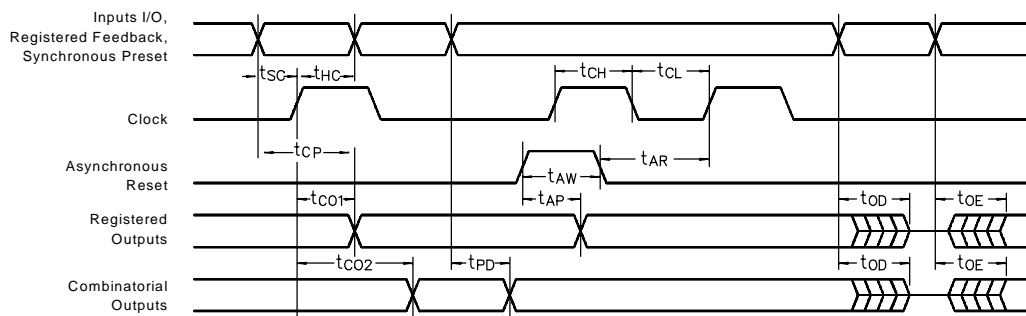 Inputs I/O,
Registered Feedback,
Synchronous Preset
tSC
tHC
tCH
tCL
Clock
tCP
tAR
Asynchronous
Reset
tAW
tCO1
tAP
tOD
tOE
Registered
Outputs
tCO2
tPD
tOD
tOE
Combinatorial
Outputs